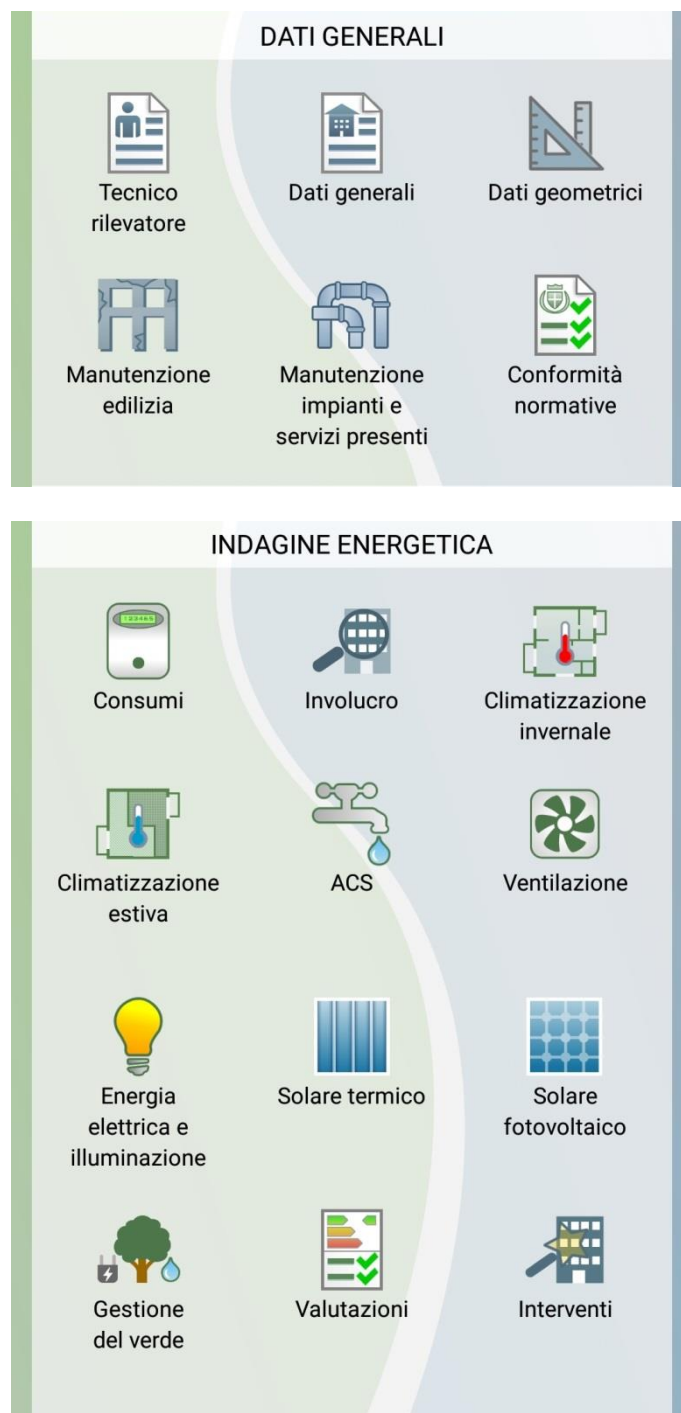 DATI GENERALI
Tecnico
rilevatore
Dati generali
Dati geometrici
Manutenzione
edilizia
Manutenzione
impianti e
servizi presenti
Conformità
normative
INDAGINE ENERGETICA
123465
Consumi
Involucro
Climatizzazione
invernale
Climatizzazione
estiva
ACS
Ventilazione
Energia
elettrica e
illuminazione
Solare termico
Solare
fotovoltaico
Gestione
del verde
Valutazioni
Interventi